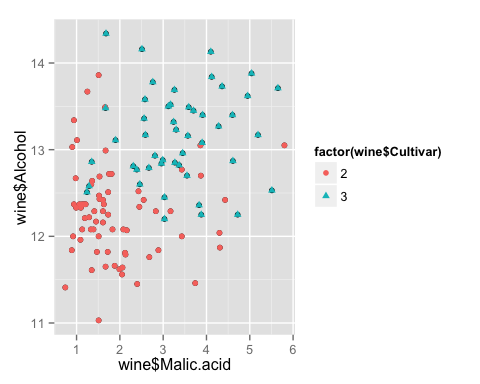 14
13
12
11
wine$Alcohol
1 2 3 4 5 6
wine$Malic.acid
factor(wine$Cultivar)
2
3